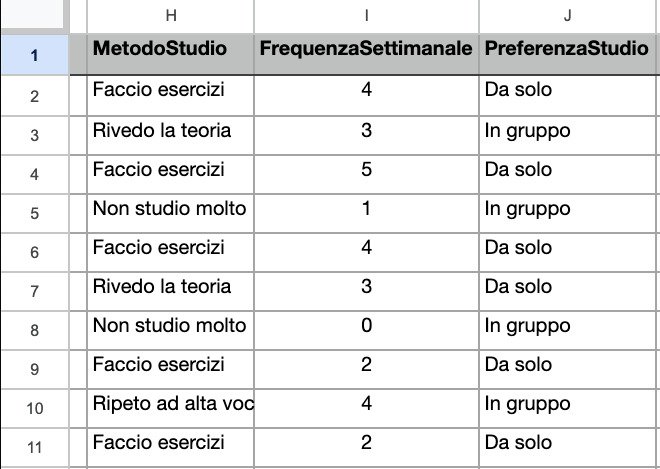 H I J
1 MetodoStudio FrequenzaSettimanale PreferenzaStudio
2 Faccio esercizi 4 Da solo
3 Rivedo la teoria 3 In gruppo
4 Faccio esercizi 5 Da solo
5 Non studio molto 1 In gruppo
6 Faccio esercizi 4 Da solo
7 Rivedo la teoria 3 Da solo
8 Non studio molto 0 In gruppo
9 Faccio esercizi 2 Da solo
10 Ripeto ad alta voc 4 In gruppo
11 Faccio esercizi 2 Da solo